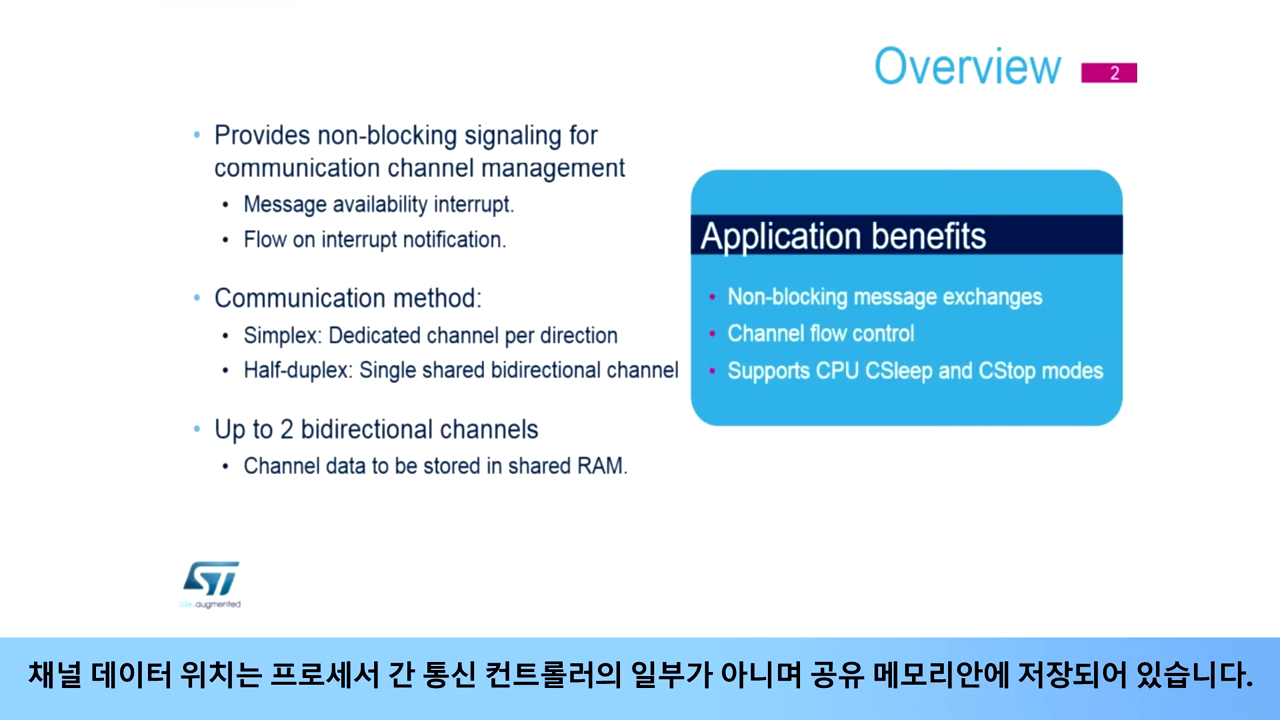 Overview
2
Provides non-blocking signaling for
communication channel management
Message availability interrupt.
Flow on interrupt notification.
Communication method:
Simplex: Dedicated channel per direction
Half-duplex: Single shared bidirectional channel
Up to 2 bidirectional channels
Channel data to be stored in shared RAM.
Application benefits
Non-blocking message exchanges
Channel flow control
Supports CPU CSleep and CStop modes
ST
life.augmented
채널 데이터 위치는 프로세서 간 통신 컨트롤러의 일부가 아니며 공유 메모리안에 저장되어 있습니다.